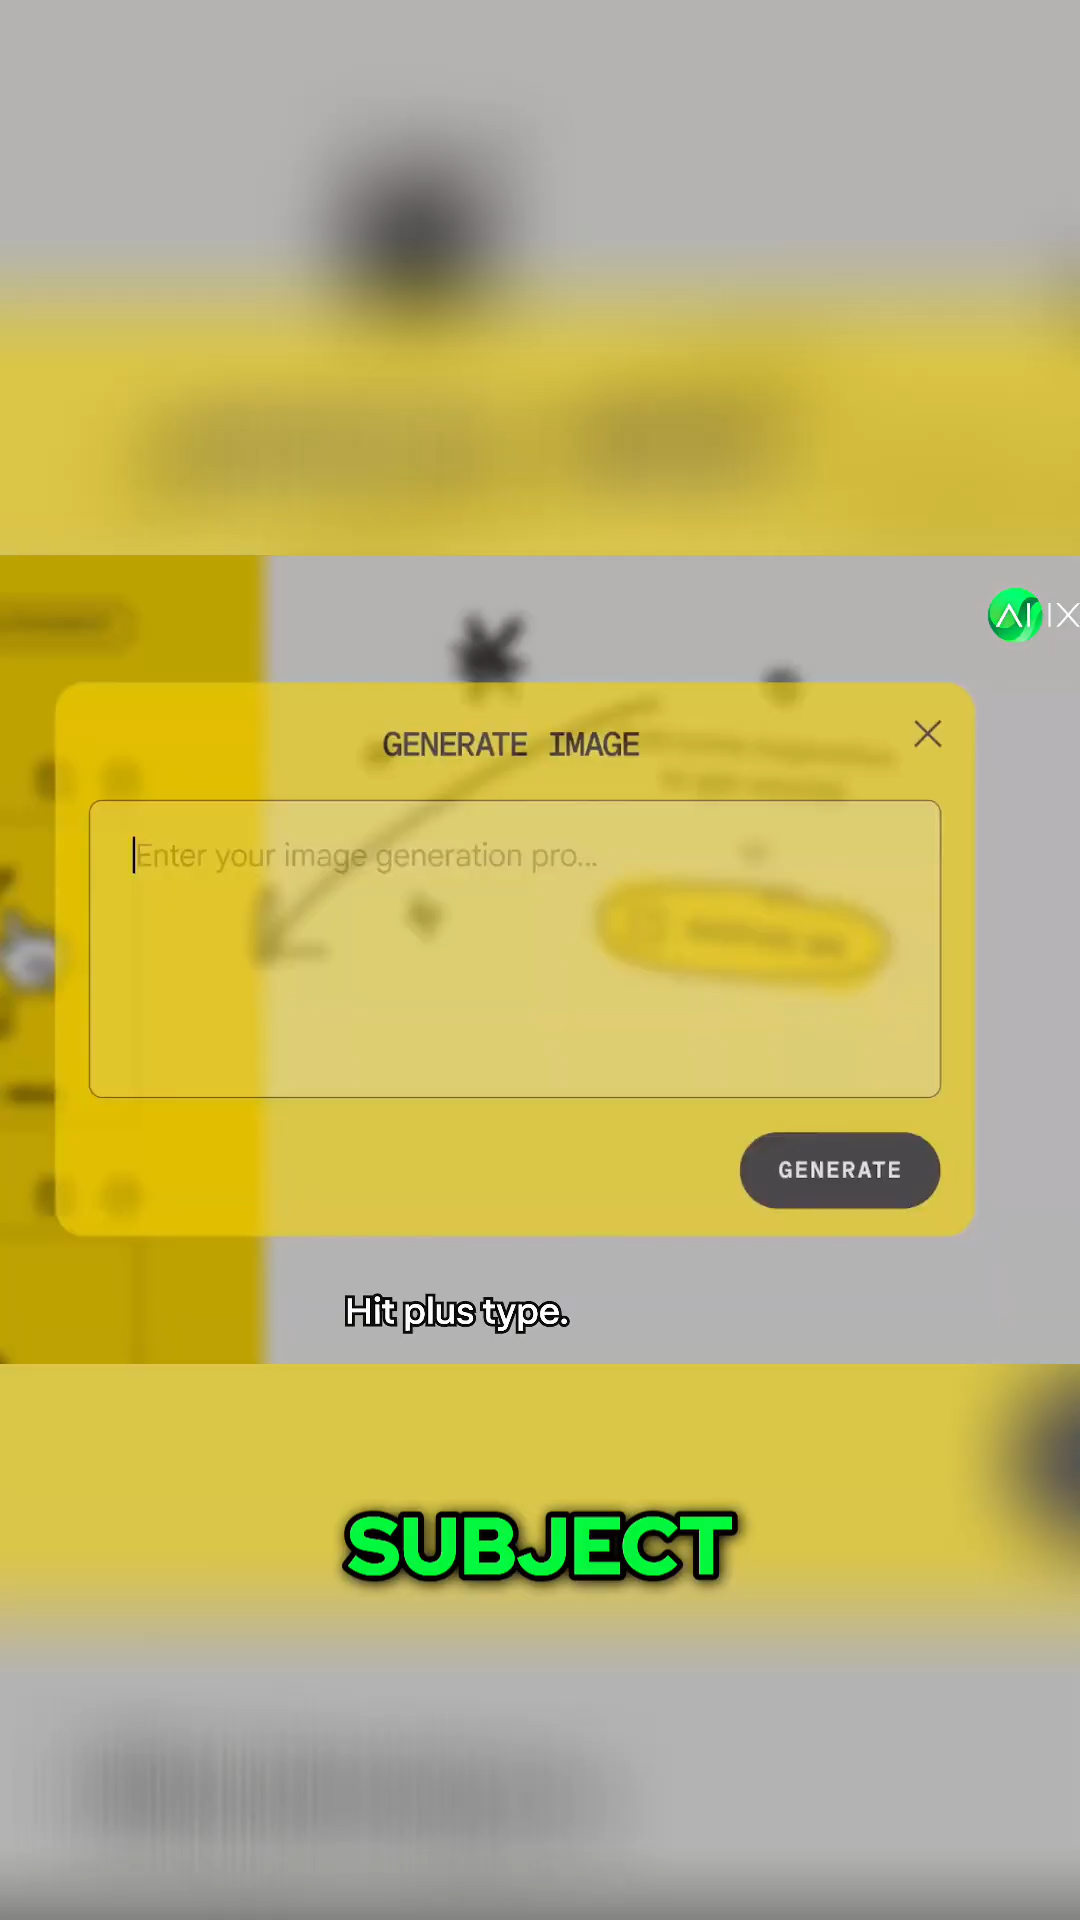 AI IX
GENERATE IMAGE
Enter your image generation pro...
GENERATE
Hit plus type.
SUBJECT